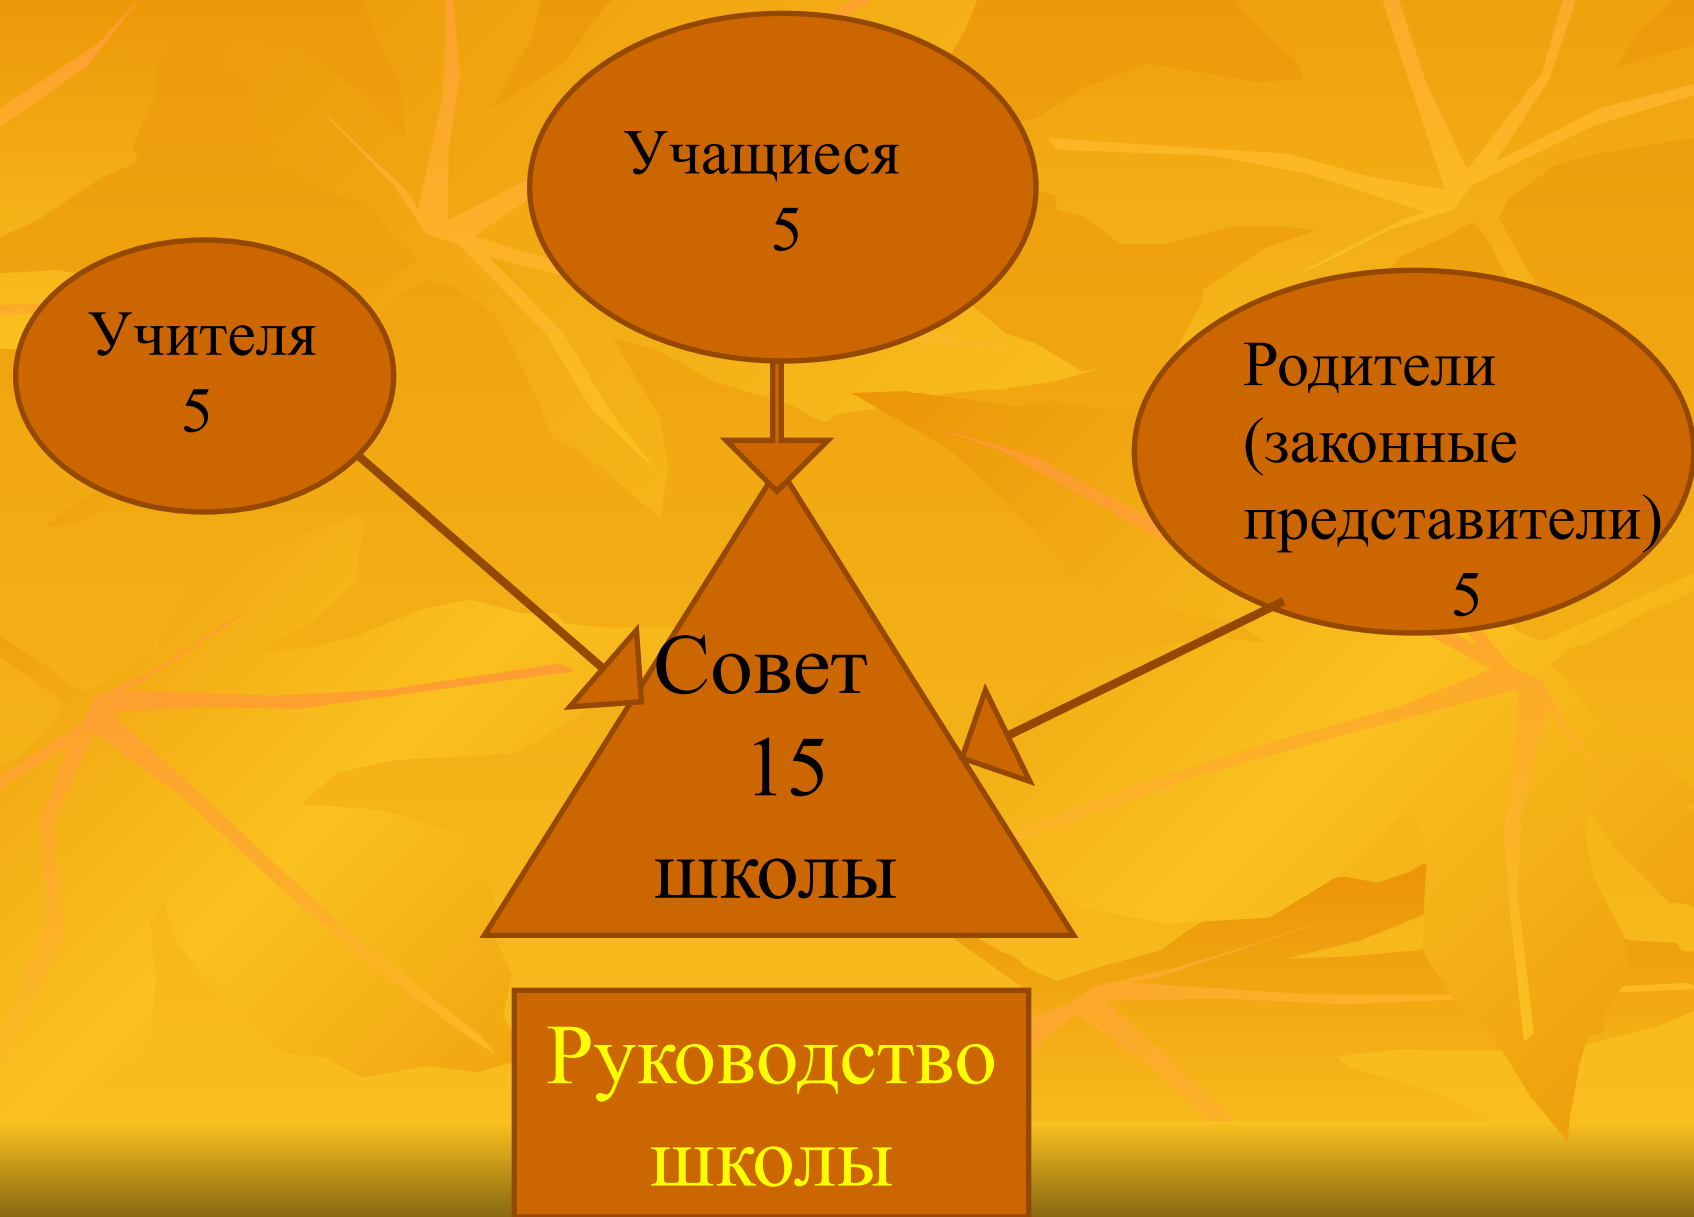 Учащиеся
5
Учителя
5
Родители
(законные
представители)
5
Совет
15
школы
Руководство
школы